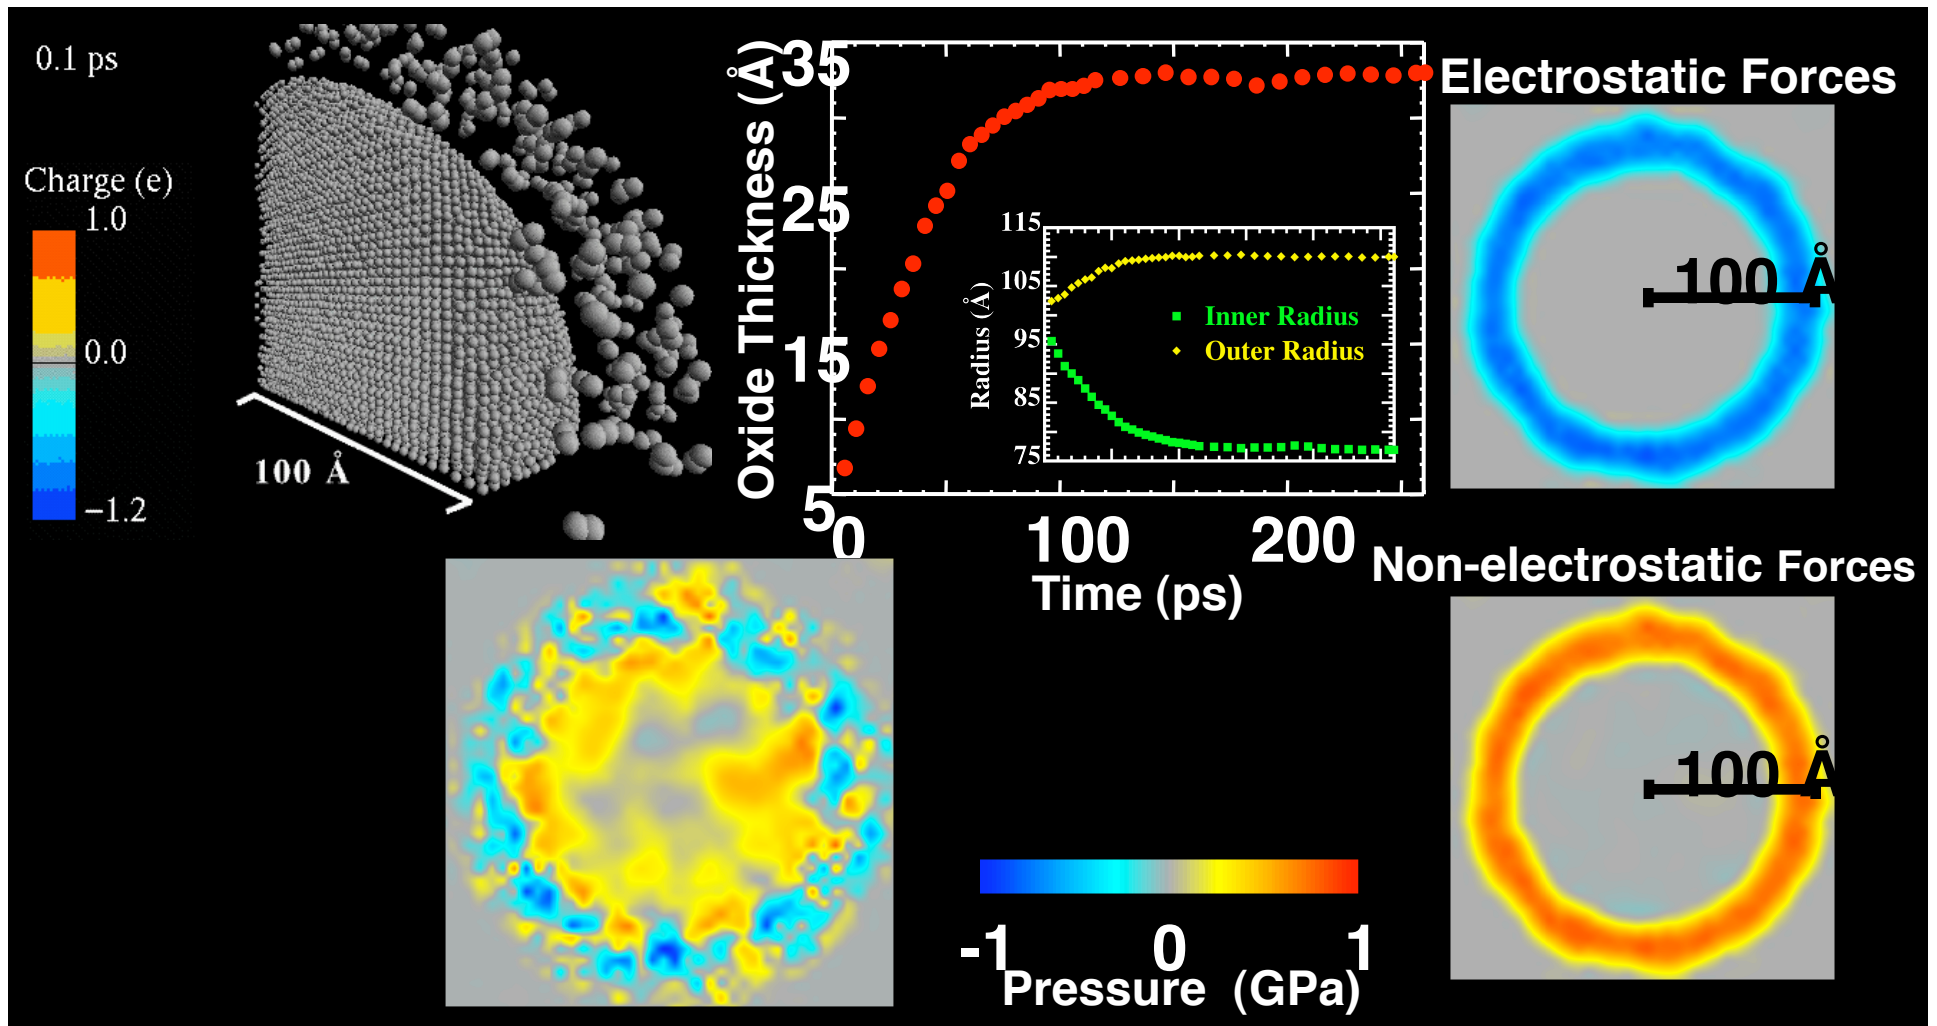 0.1 ps
Charge (e)
1.0
0.0
−1.2
100 Å
Oxide Thickness (Å)
35
25
15
5
0
100
200
Time (ps)
Radius (Å)
115
105
95
85
75
Inner Radius
Outer Radius
Electrostatic Forces
100 Å
Non-electrostatic Forces
100 Å
-1
0
1
Pressure (GPa)